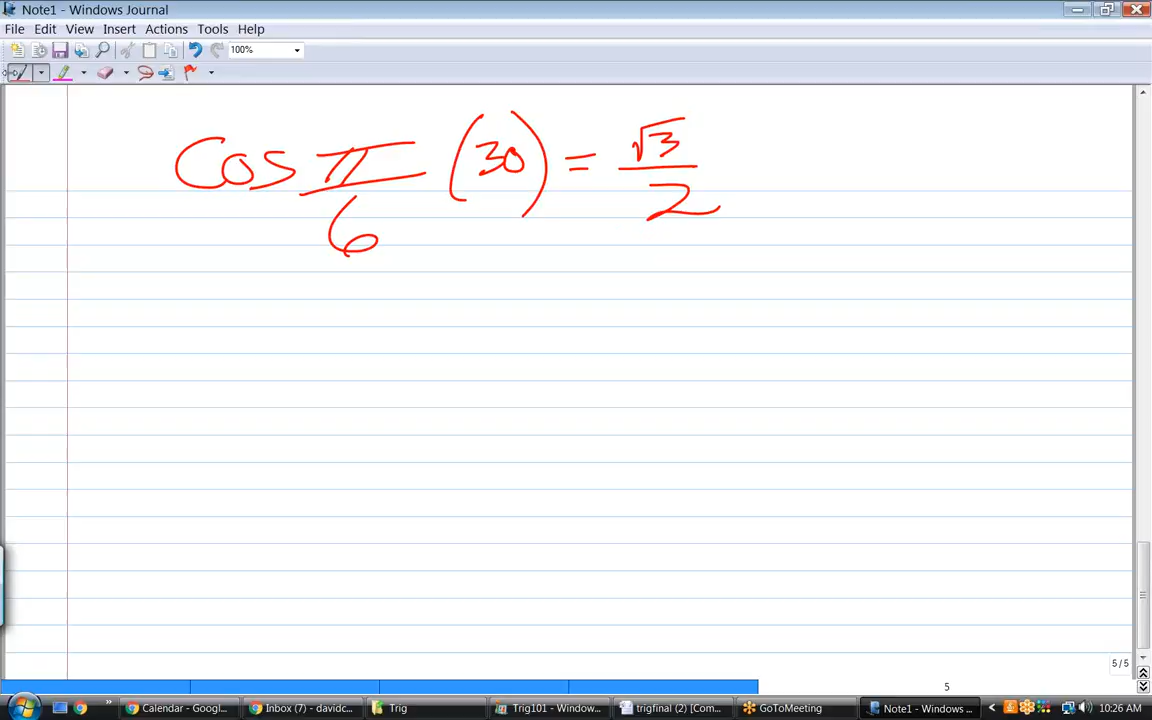 Note1 - Windows Journal
File Edit View Insert Actions Tools Help
100%
Cos π/6 (30) = √3/2
5/5
5
Calendar - Googl... Inbox (7) - davidc... Trig Trig101 - Window... trigfinal (2) [Com... GoToMeeting Note1 - Windows ... 10:26 AM